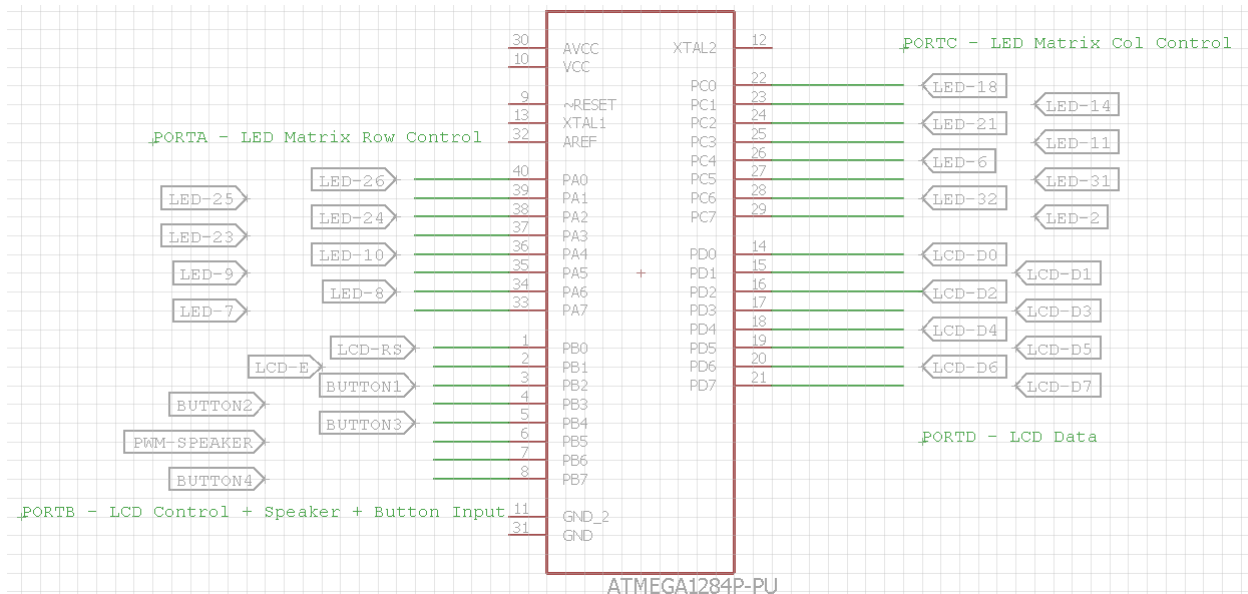 30 AVCC XTAL2 12 PORTC - LED Matrix Col Control
10 VCC
PC0 22 LED-18
9 ~RESET PC1 23 LED-14
13 XTAL1 PC2 24 LED-21
PORTA - LED Matrix Row Control 32 AREF PC3 25 LED-11
PC4 26 LED-6
LED-26 40 PA0 PC5 27 LED-31
LED-25 39 PA1 PC6 28 LED-32
LED-24 38 PA2 PC7 29 LED-2
LED-23 37 PA3
LED-10 36 PA4 PD0 14 LCD-D0
LED-9 35 PA5 PD1 15 LCD-D1
LED-8 34 PA6 PD2 16 LCD-D2
LED-7 33 PA7 PD3 17 LCD-D3
PD4 18 LCD-D4
LCD-RS 1 PB0 PD5 19 LCD-D5
LCD-E 2 PB1 PD6 20 LCD-D6
BUTTON1 3 PB2 PD7 21 LCD-D7
BUTTON2 4 PB3
BUTTON3 5 PB4
PWM-SPEAKER 6 PB5 PORTD - LCD Data
7 PB6
BUTTON4 8 PB7
PORTB - LCD Control + Speaker + Button Input 11 GND_2
31 GND
ATMEGA1284P-PU